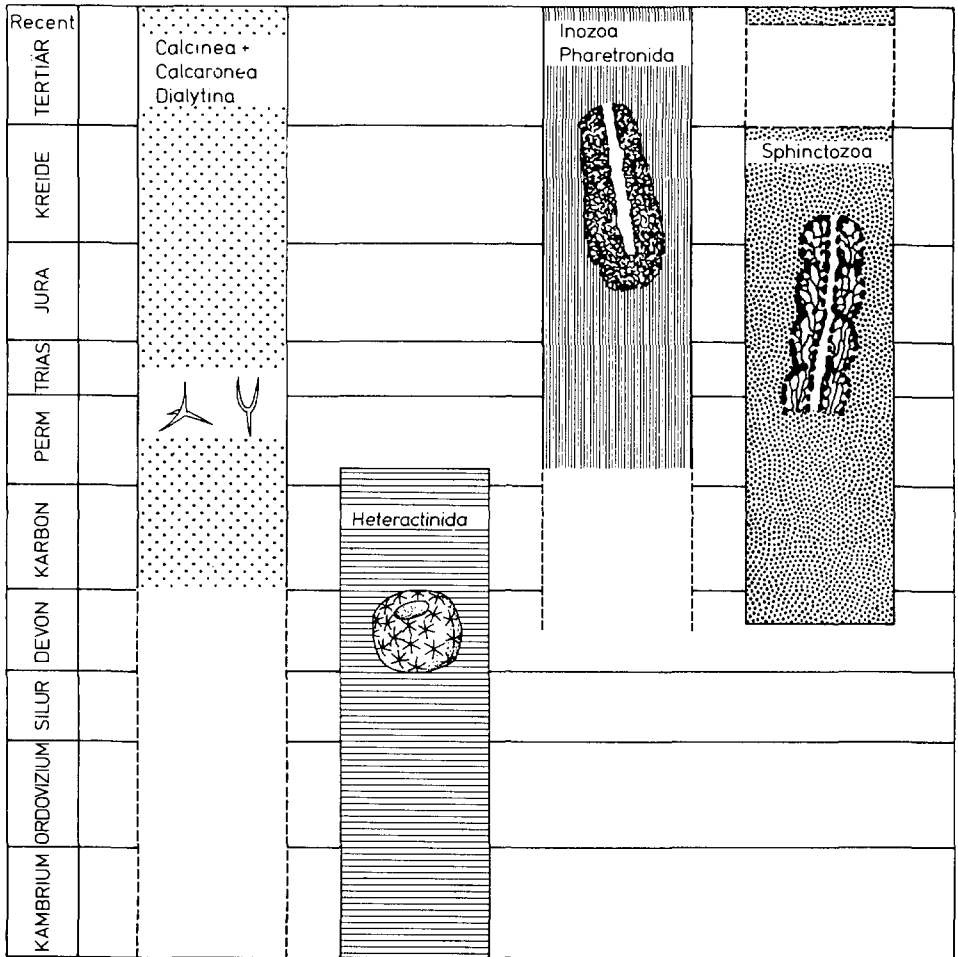 Recent
TERTIÄR
KREIDE
JURA
TRIAS
PERM
KARBON
DEVON
SILUR
ORDOVIZIUM
KAMBRIUM
Calcinea +
Calcaronea
Dialytina
Heteractinida
Inozoa
Pharetronida
Sphinctozoa